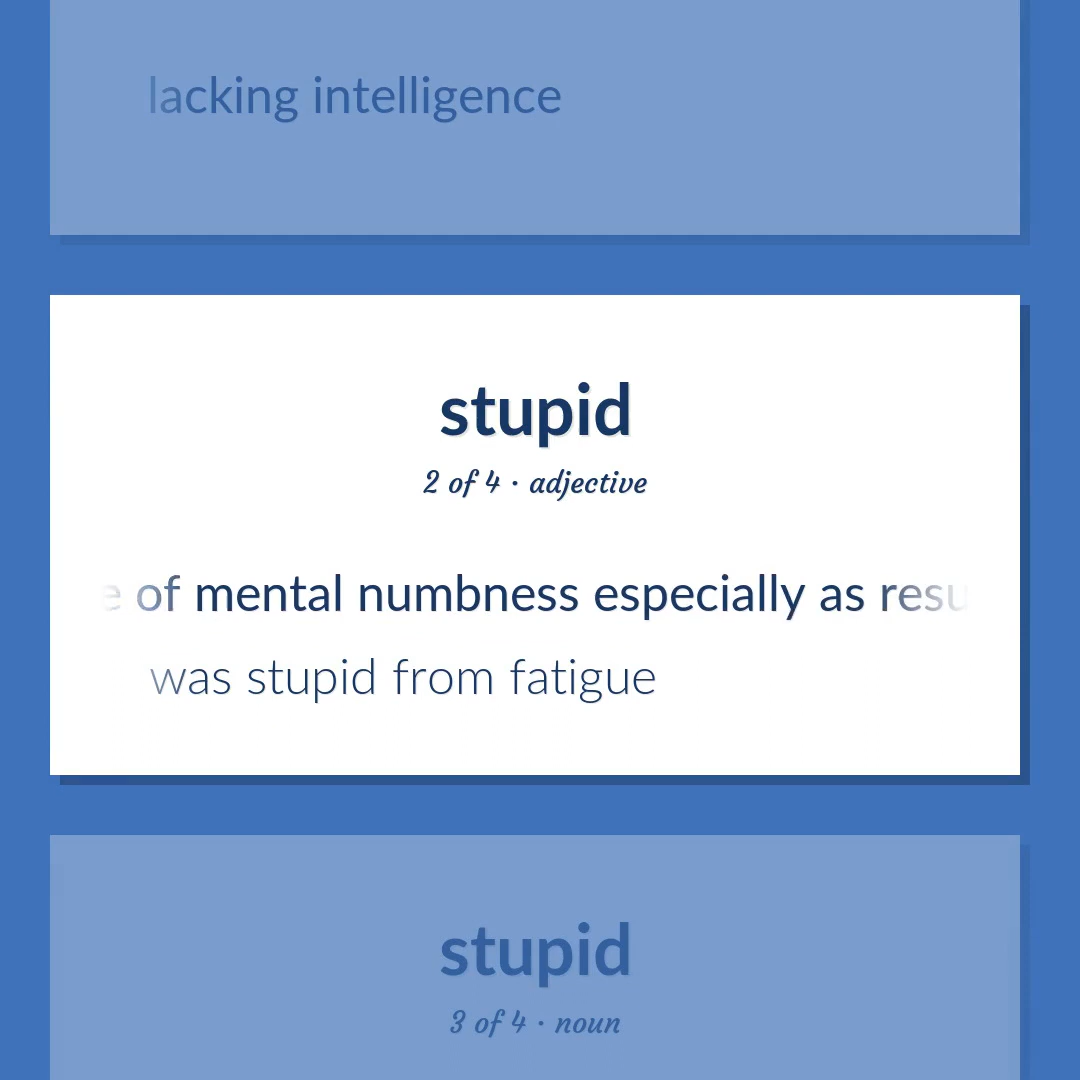 lacking intelligence
stupid
2 of 4 · adjective
of mental numbness especially as
was stupid from fatigue
stupid
3 of 4 · noun